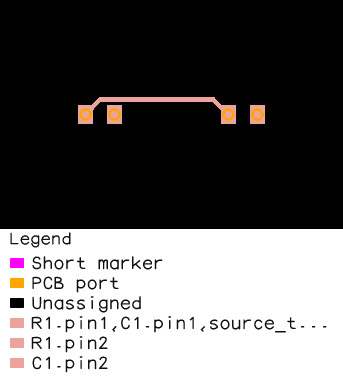 Legend
Short marker
PCB port
Unassigned
R1.pin1,C1.pin1,source_t...
R1.pin2
C1.pin2